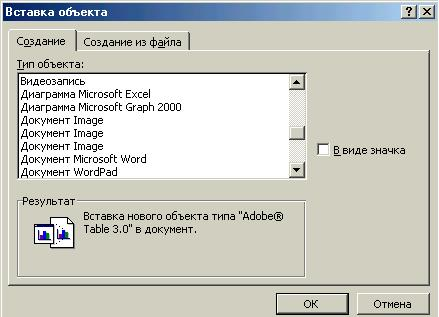 Вставка объекта
Создание
Создание из файла
Тип объекта:
Видеозапись
Диаграмма Microsoft Excel
Диаграмма Microsoft Graph 2000
Документ Image
Документ Image
Документ Image
Документ Microsoft Word
Документ WordPad
В виде значка
Результат
Вставка нового объекта типа "Adobe®
Table 3.0" в документ.
ОК
Отмена